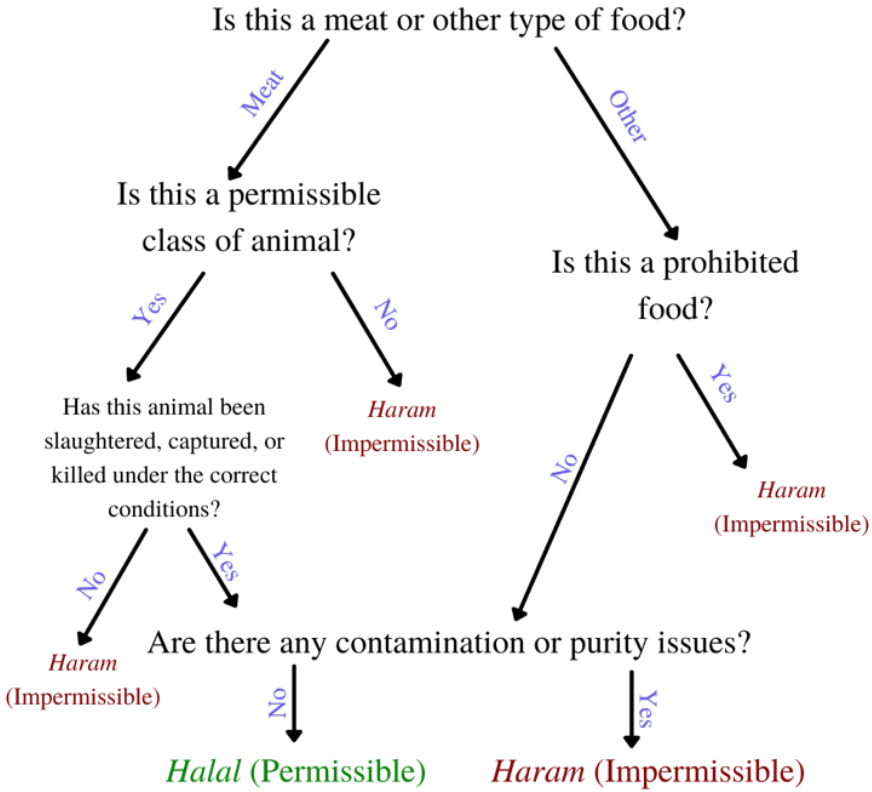 Is this a meat or other type of food?
Meat
Other
Is this a permissible
class of animal?
Is this a prohibited
food?
Yes
No
No
Yes
Has this animal been
slaughtered, captured, or
killed under the correct
conditions?
Haram
(Impermissible)
Haram
(Impermissible)
No
Yes
Haram
(Impermissible)
Are there any contamination or purity issues?
No
Yes
Halal (Permissible)
Haram (Impermissible)